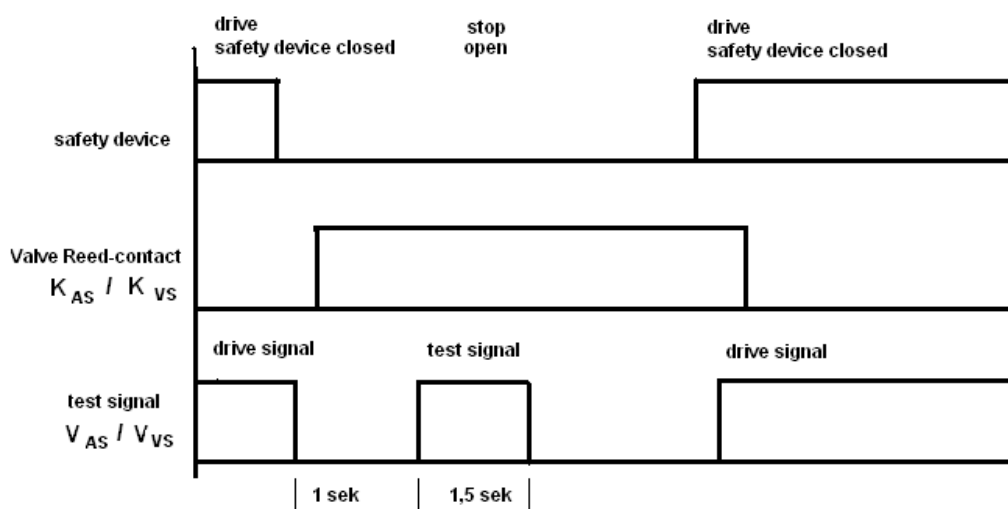 drive stop drive
safety device closed open safety device closed
safety device
Valve Reed-contact
K AS / K VS
drive signal test signal drive signal
test signal
V AS / V VS
1 sek 1,5 sek